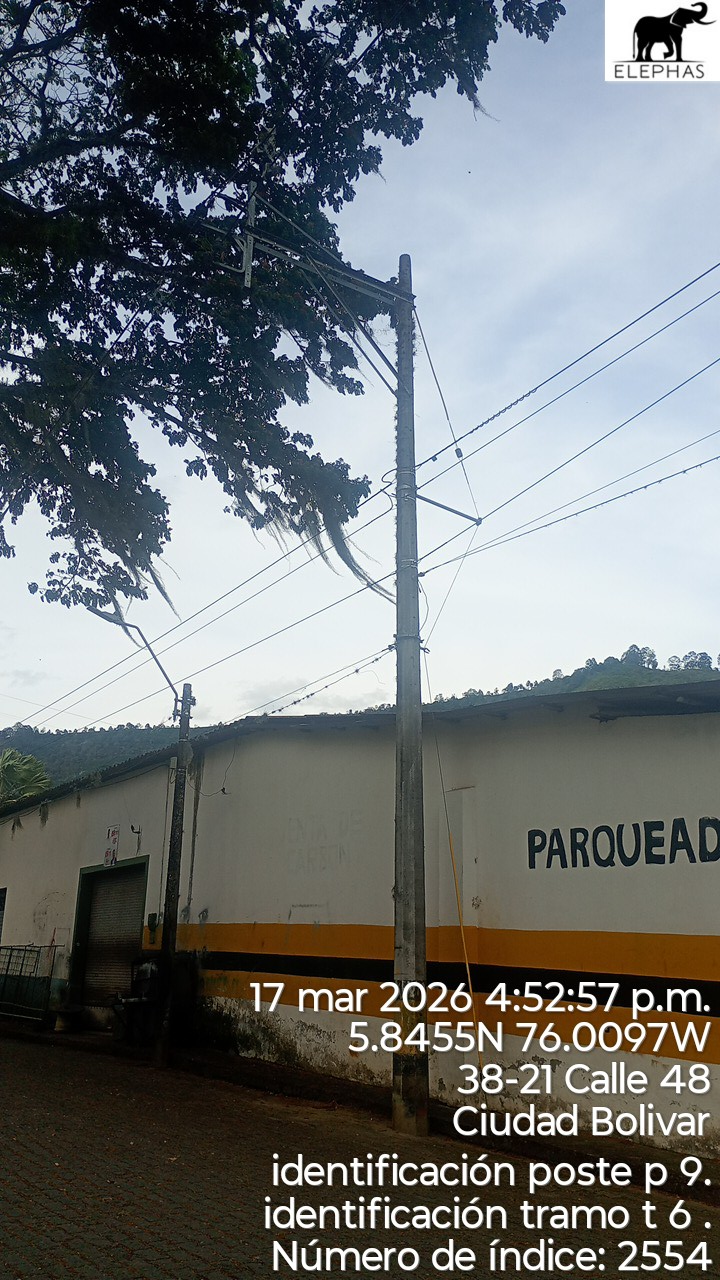 ELEPHAS
PARQUEAD
17 mar 2026 4:52:57 p.m.
5.8455N 76.0097W
38-21 Calle 48
Ciudad Bolivar
identificación poste p 9.
identificación tramo t 6 .
Número de índice: 2554